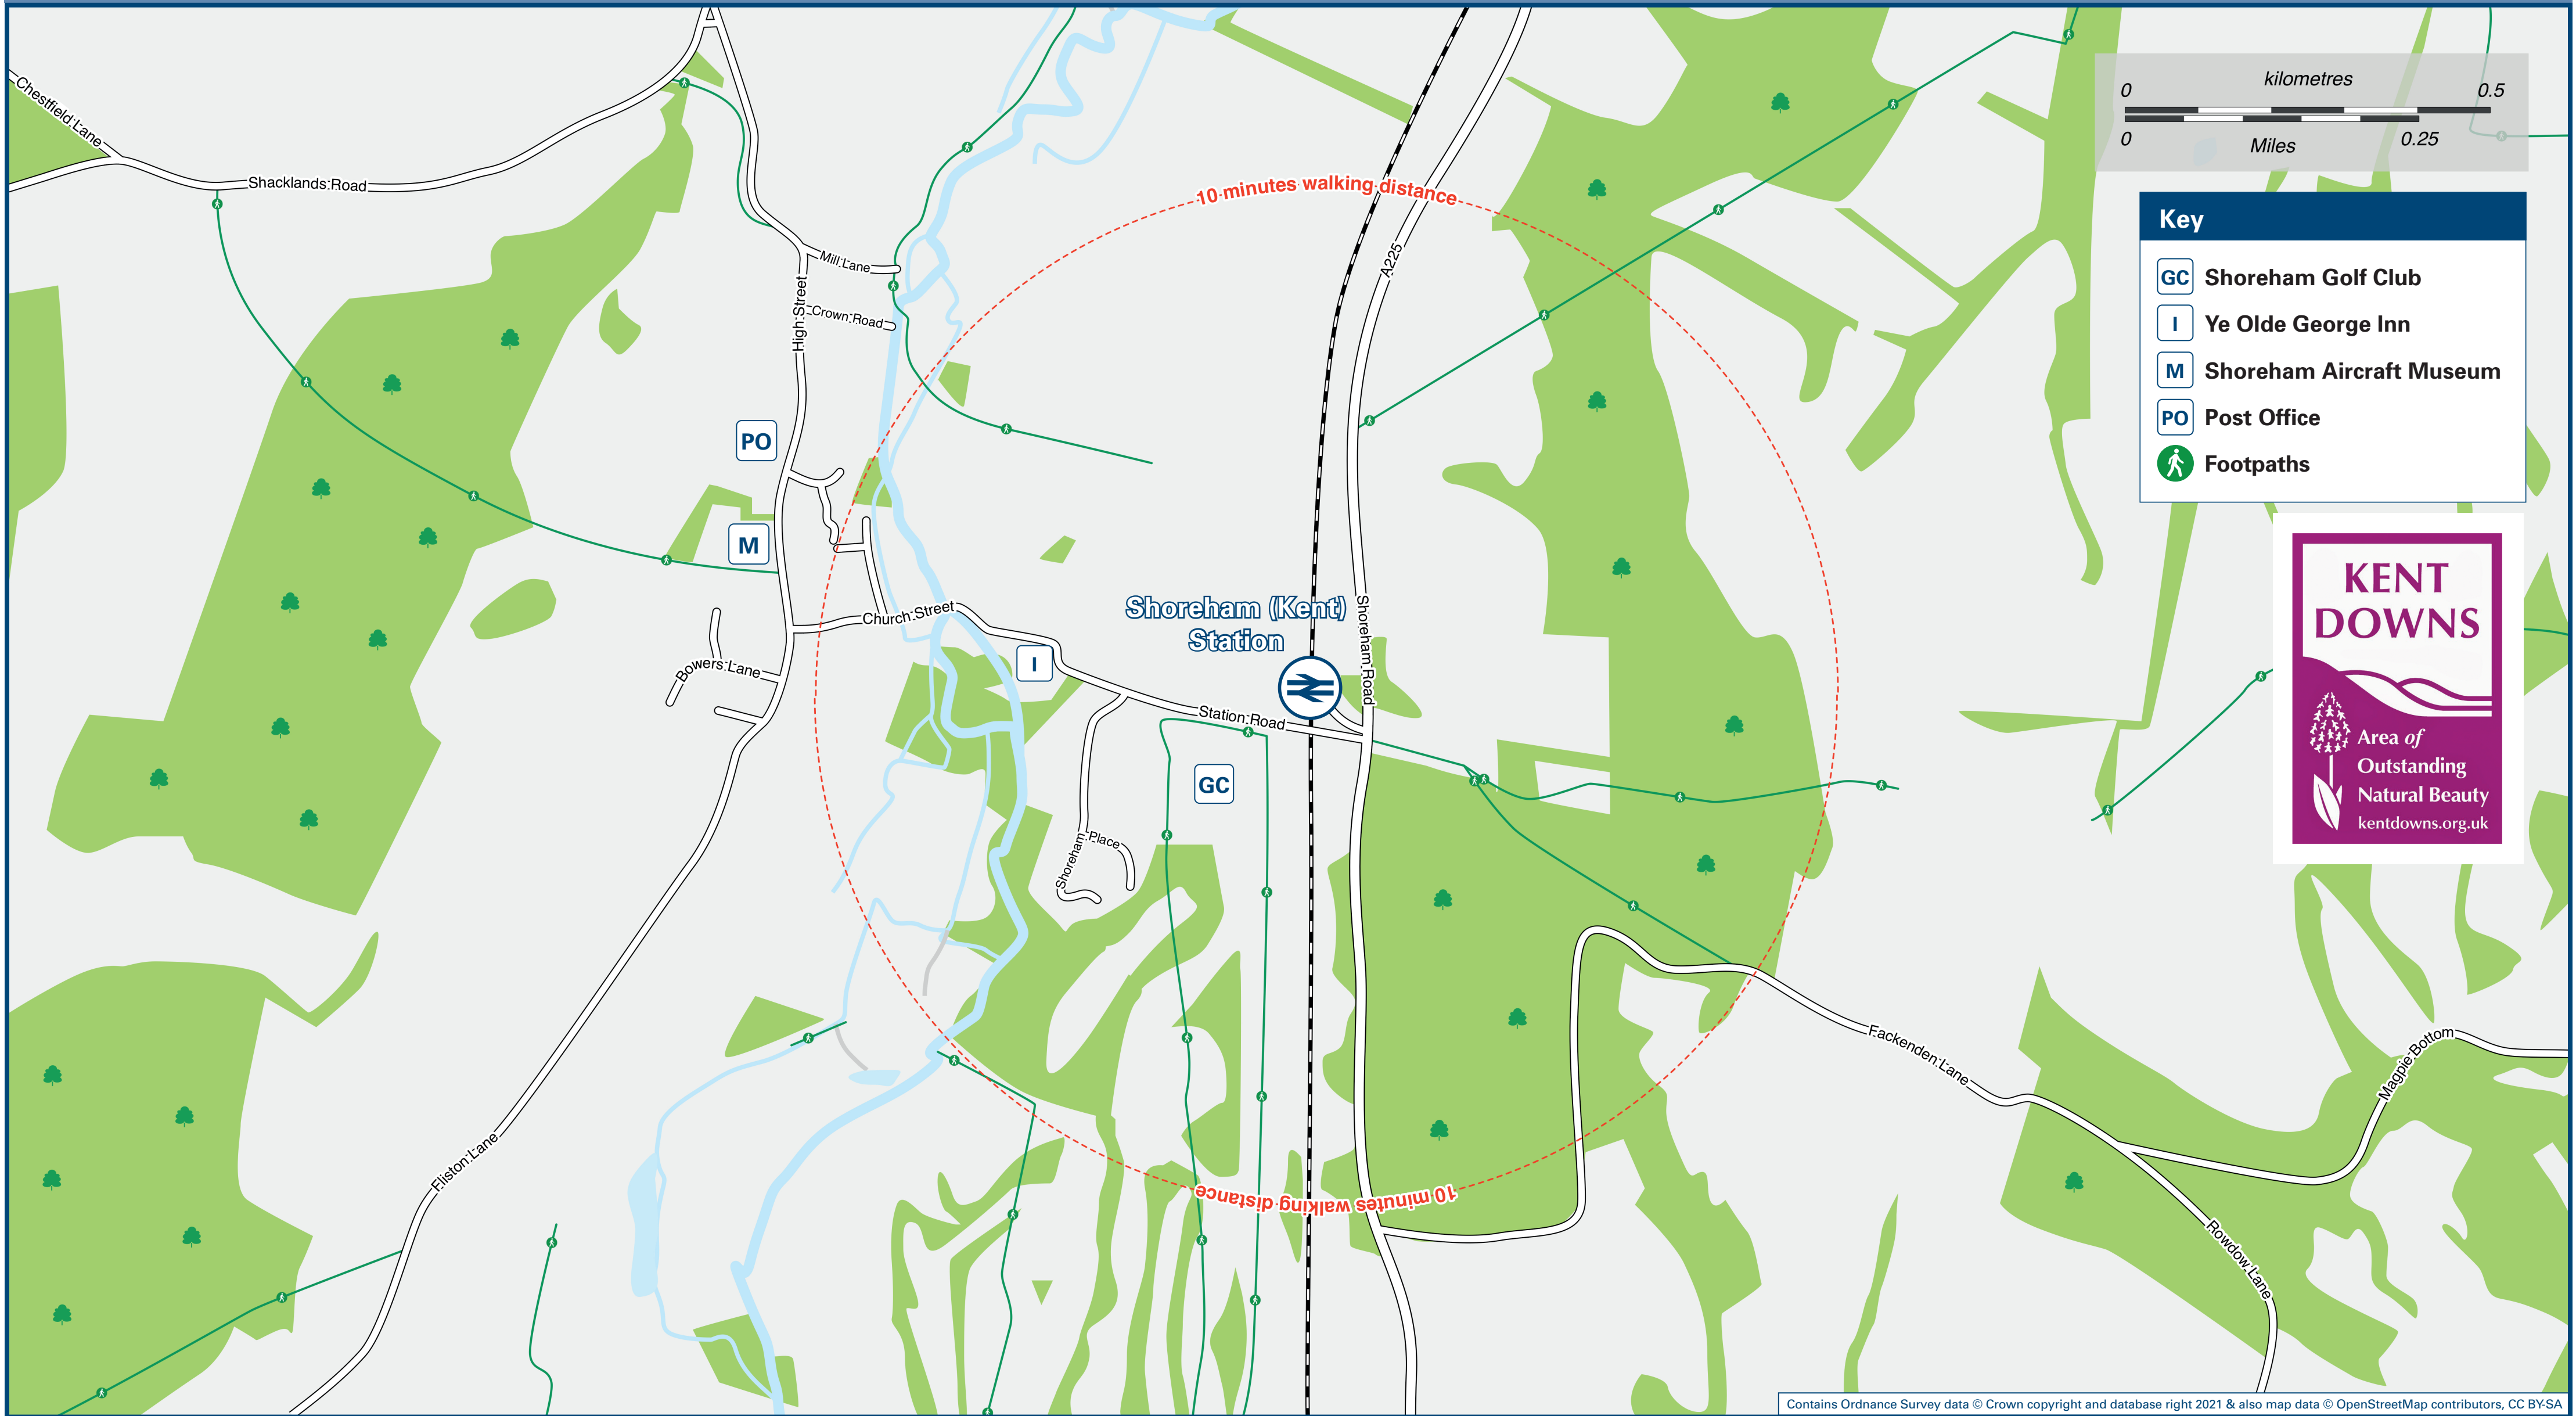 Chestfield Lane
Shacklands Road
Mill Lane
High Street
Crown Road
10 minutes walking distance
A225
kilometres
0
0.5
0
0.25
Miles
Key
GC Shoreham Golf Club
I Ye Olde George Inn
M Shoreham Aircraft Museum
PO Post Office
Footpaths
PO
M
Church Street
Bowers Lane
I
Shoreham (Kent)
Station
Shoreham Road
Station Road
GC
Shoreham Place
KENT
DOWNS
Area of
Outstanding
Natural Beauty
kentdowns.org.uk
Fackenden Lane
Magpie Bottom
Rowdow Lane
Fliston Lane
10 minutes walking distance
Contains Ordnance Survey data © Crown copyright and database right 2021 & also map data © OpenStreetMap contributors, CC BY-SA